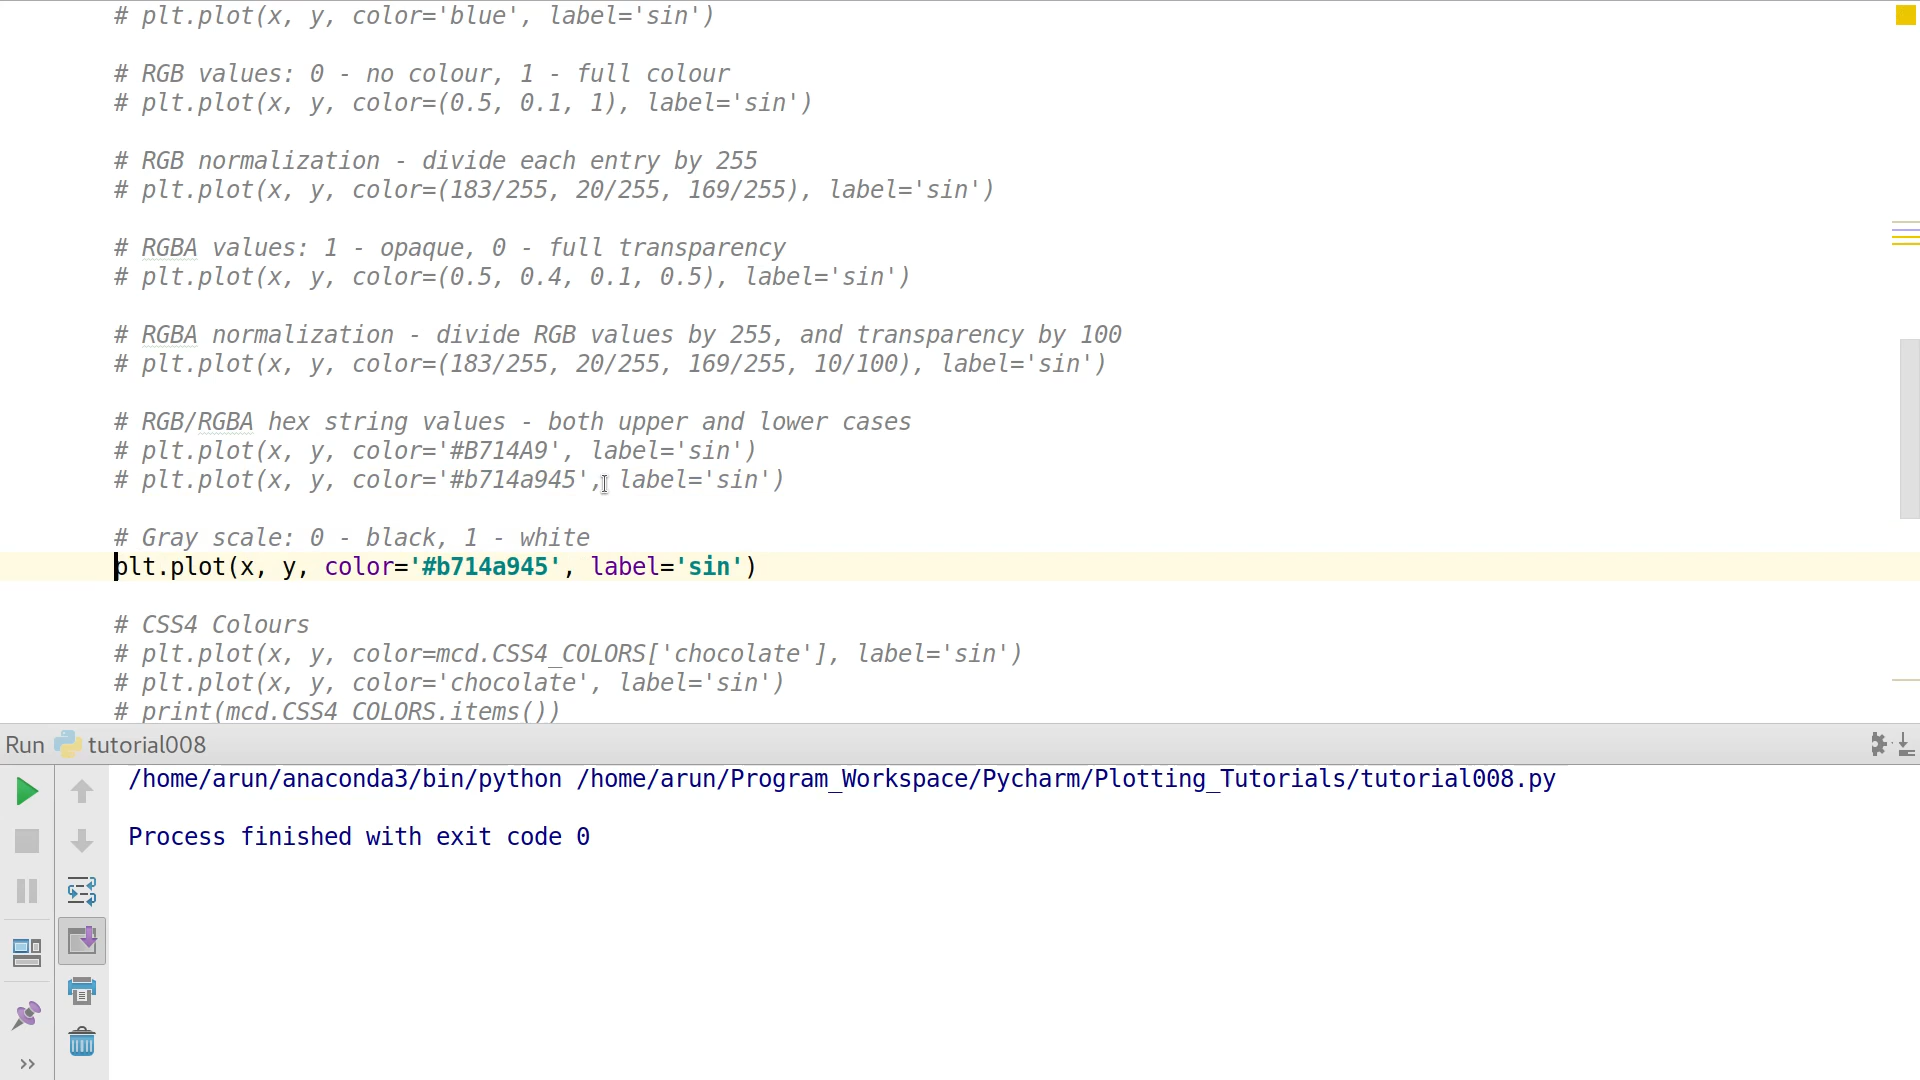 # plt.plot(x, y, color='blue', label='sin')
# RGB values: 0 - no colour, 1 - full colour
# plt.plot(x, y, color=(0.5, 0.1, 1), label='sin')
# RGB normalization - divide each entry by 255
# plt.plot(x, y, color=(183/255, 20/255, 169/255), label='sin')
# RGBA values: 1 - opaque, 0 - full transparency
# plt.plot(x, y, color=(0.5, 0.4, 0.1, 0.5), label='sin')
# RGBA normalization - divide RGB values by 255, and transparency by 100
# plt.plot(x, y, color=(183/255, 20/255, 169/255, 10/100), label='sin')
# RGB/RGBA hex string values - both upper and lower cases
# plt.plot(x, y, color='#B714A9', label='sin')
# plt.plot(x, y, color='#b714a945', label='sin')
# Gray scale: 0 - black, 1 - white
plt.plot(x, y, color='#b714a945', label='sin')
# CSS4 Colours
# plt.plot(x, y, color=mcd.CSS4_COLORS['chocolate'], label='sin')
# plt.plot(x, y, color='chocolate', label='sin')
# print(mcd.CSS4_COLORS.items())
Run tutorial008
/home/arun/anaconda3/bin/python /home/arun/Program_Workspace/Pycharm/Plotting_Tutorials/tutorial008.py
Process finished with exit code 0